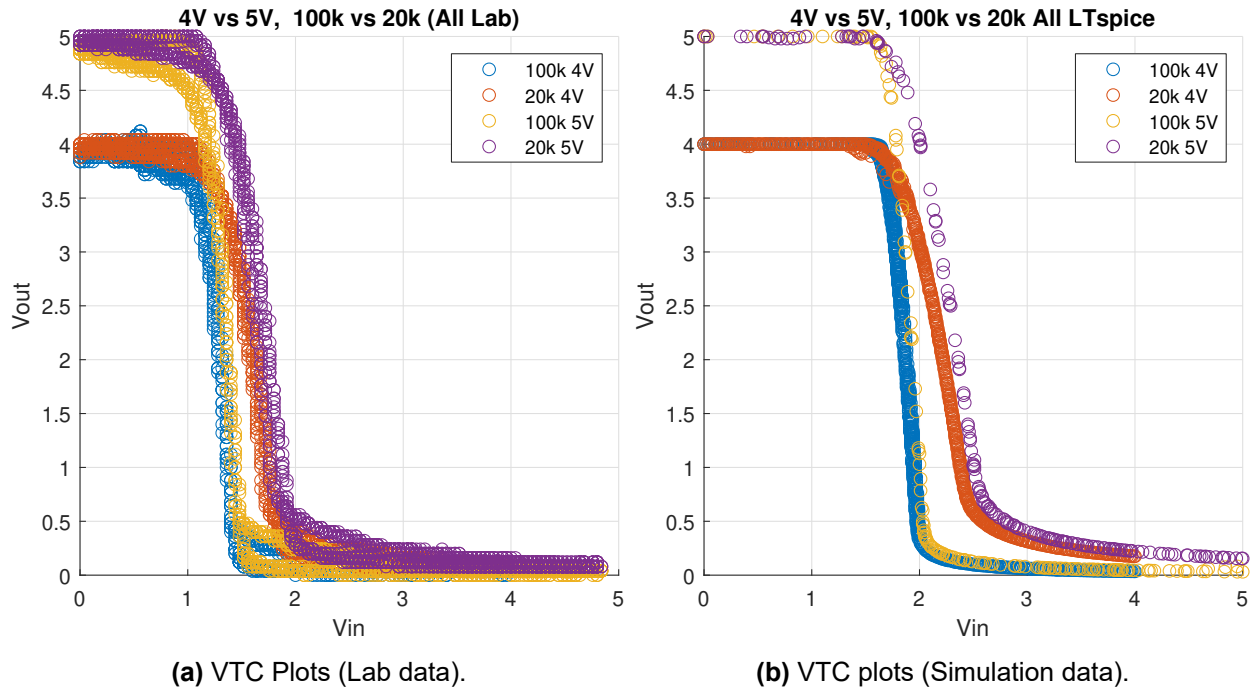 4V vs 5V, 100k vs 20k (All Lab)
5
4.5
4
3.5
3
2.5
2
1.5
1
0.5
0
Vout
0 1 2 3 4 5
Vin
100k 4V
20k 4V
100k 5V
20k 5V
(a) VTC Plots (Lab data).
4V vs 5V, 100k vs 20k All LTspice
5
4.5
4
3.5
3
2.5
2
1.5
1
0.5
0
Vout
0 1 2 3 4 5
Vin
100k 4V
20k 4V
100k 5V
20k 5V
(b) VTC plots (Simulation data).